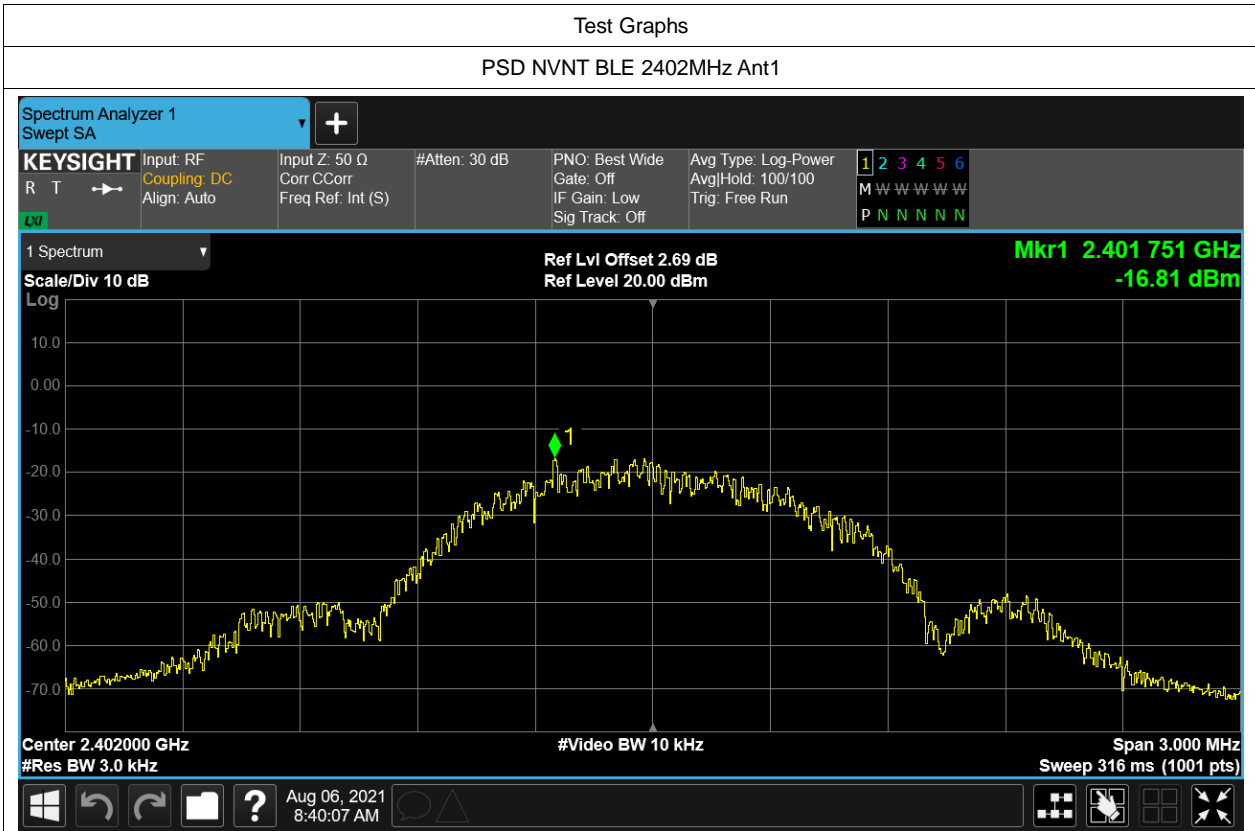 Test Graphs
PSD NVNT BLE 2402MHz Ant1
Spectrum Analyzer 1
Swept SA
KEYSIGHT
R T
LXI
Input: RF
Coupling: DC
Align: Auto
Input Z: 50 Ω
Corr CCorr
Freq Ref: Int (S)
#Atten: 30 dB
PNO: Best Wide
Gate: Off
IF Gain: Low
Sig Track: Off
Avg Type: Log-Power
Avg|Hold: 100/100
Trig: Free Run
1 2 3 4 5 6
M W W W W W
P N N N N N
1 Spectrum
Scale/Div 10 dB
Ref Lvl Offset 2.69 dB
Ref Level 20.00 dBm
Mkr1 2.401 751 GHz
-16.81 dBm
Log
10.0
0.00
-10.0
-20.0
-30.0
-40.0
-50.0
-60.0
-70.0
1
Center 2.402000 GHz
#Res BW 3.0 kHz
#Video BW 10 kHz
Span 3.000 MHz
Sweep 316 ms (1001 pts)
?
Aug 06, 2021
8:40:07 AM